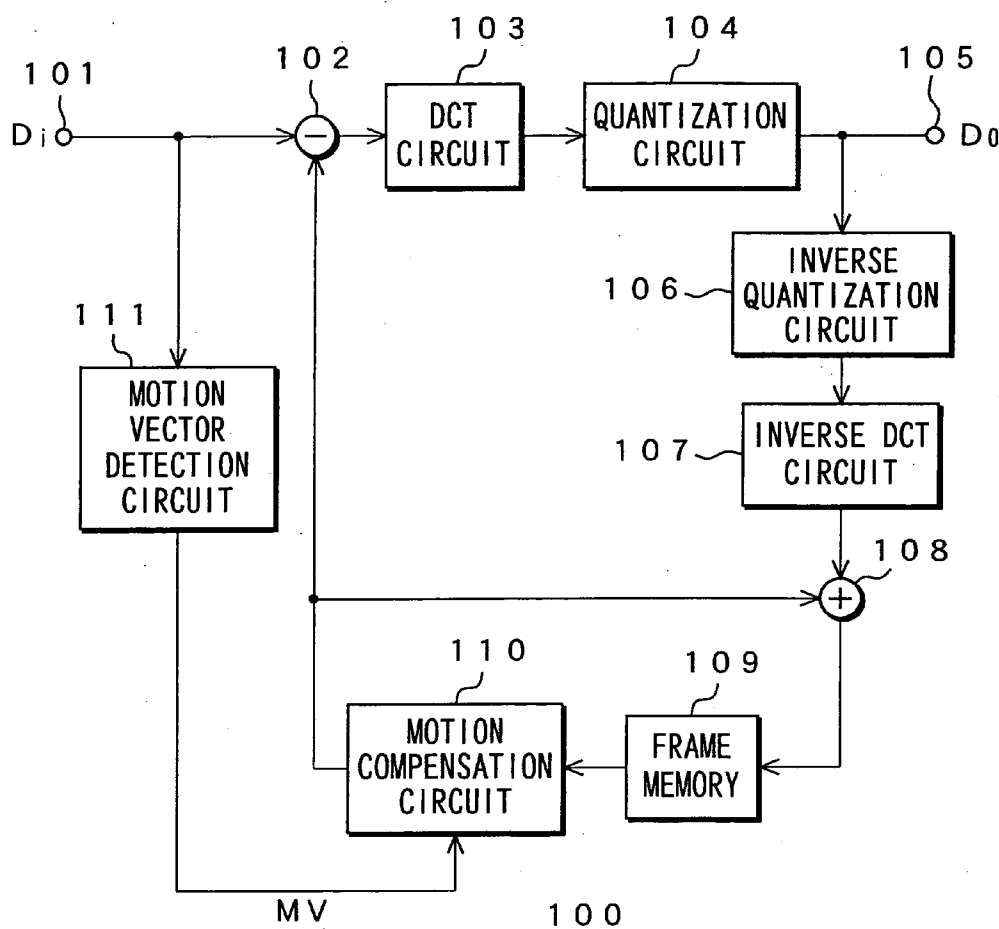 103
104
102
105
101
Di
−
DCT
CIRCUIT
QUANTIZATION
CIRCUIT
D0
106
INVERSE
QUANTIZATION
CIRCUIT
111
MOTION
VECTOR
DETECTION
CIRCUIT
107
INVERSE DCT
CIRCUIT
108
+
110
109
MOTION
COMPENSATION
CIRCUIT
FRAME
MEMORY
MV
100